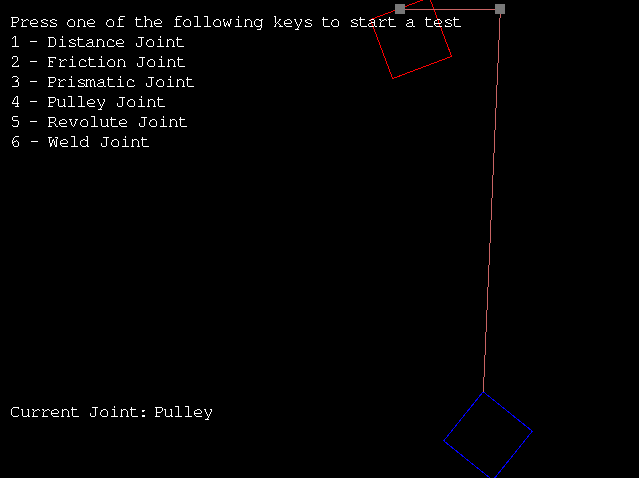 Press one of the following keys to start a test
1 - Distance Joint
2 - Friction Joint
3 - Prismatic Joint
4 - Pulley Joint
5 - Revolute Joint
6 - Weld Joint
Current Joint: Pulley